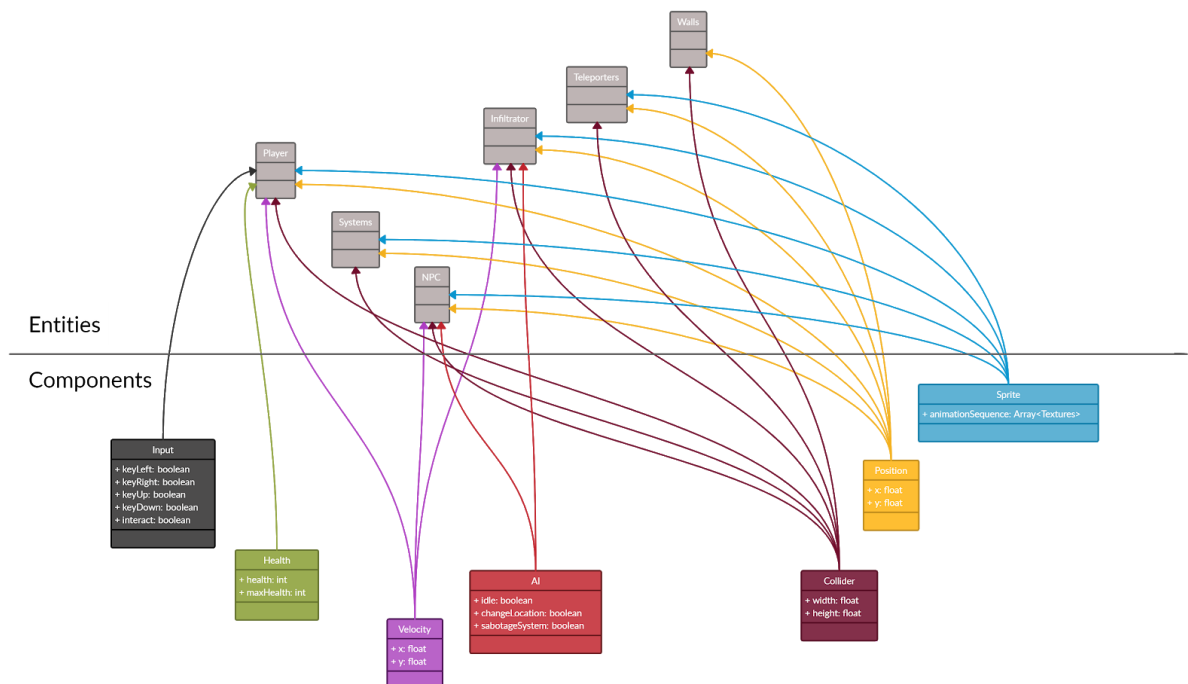 Walls
Teleporters
Infiltrator
Player
Systems
NPC
Entities
Components
Sprite
+ animationSequence: Array<Textures>
Input
+ keyLeft: boolean
+ keyRight: boolean
+ keyUp: boolean
+ keyDown: boolean
+ interact: boolean
Position
+ x: float
+ y: float
Health
+ health: int
+ maxHealth: int
AI
+ idle: boolean
+ changeLocation: boolean
+ sabotageSystem: boolean
Collider
+ width: float
+ height: float
Velocity
+ x: float
+ y: float